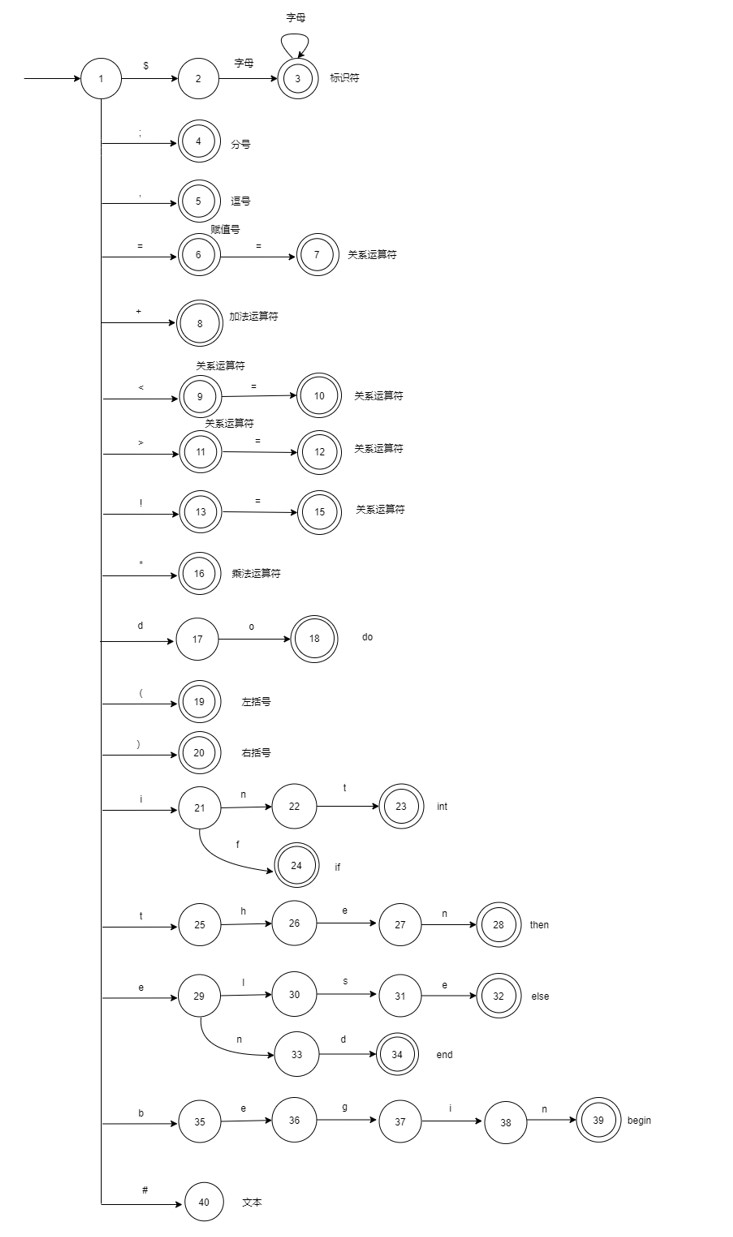 字母
1 $ 2 字母 3 标识符
; 4 分号
, 5 逗号
赋值号
= 6 = 7 关系运算符
+ 8 加法运算符
关系运算符
< 9 = 10 关系运算符
关系运算符
> 11 = 12 关系运算符
! 13 = 15 关系运算符
* 16 乘法运算符
d 17 o 18 do
( 19 左括号
) 20 右括号
i 21 n 22 t 23 int
f 24 if
t 25 h 26 e 27 n 28 then
e 29 l 30 s 31 e 32 else
n 33 d 34 end
b 35 e 36 g 37 i 38 n 39 begin
# 40 文本